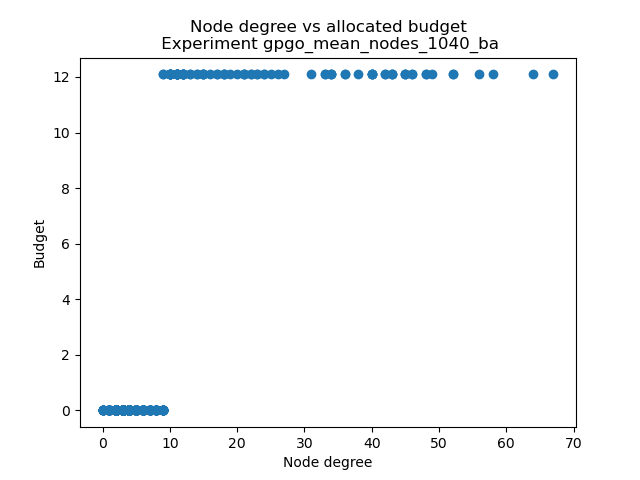 Node degree vs allocated budget
Experiment gpgo_mean_nodes_1040_ba
12
10
8
6
4
2
0
Budget
0 10 20 30 40 50 60 70
Node degree